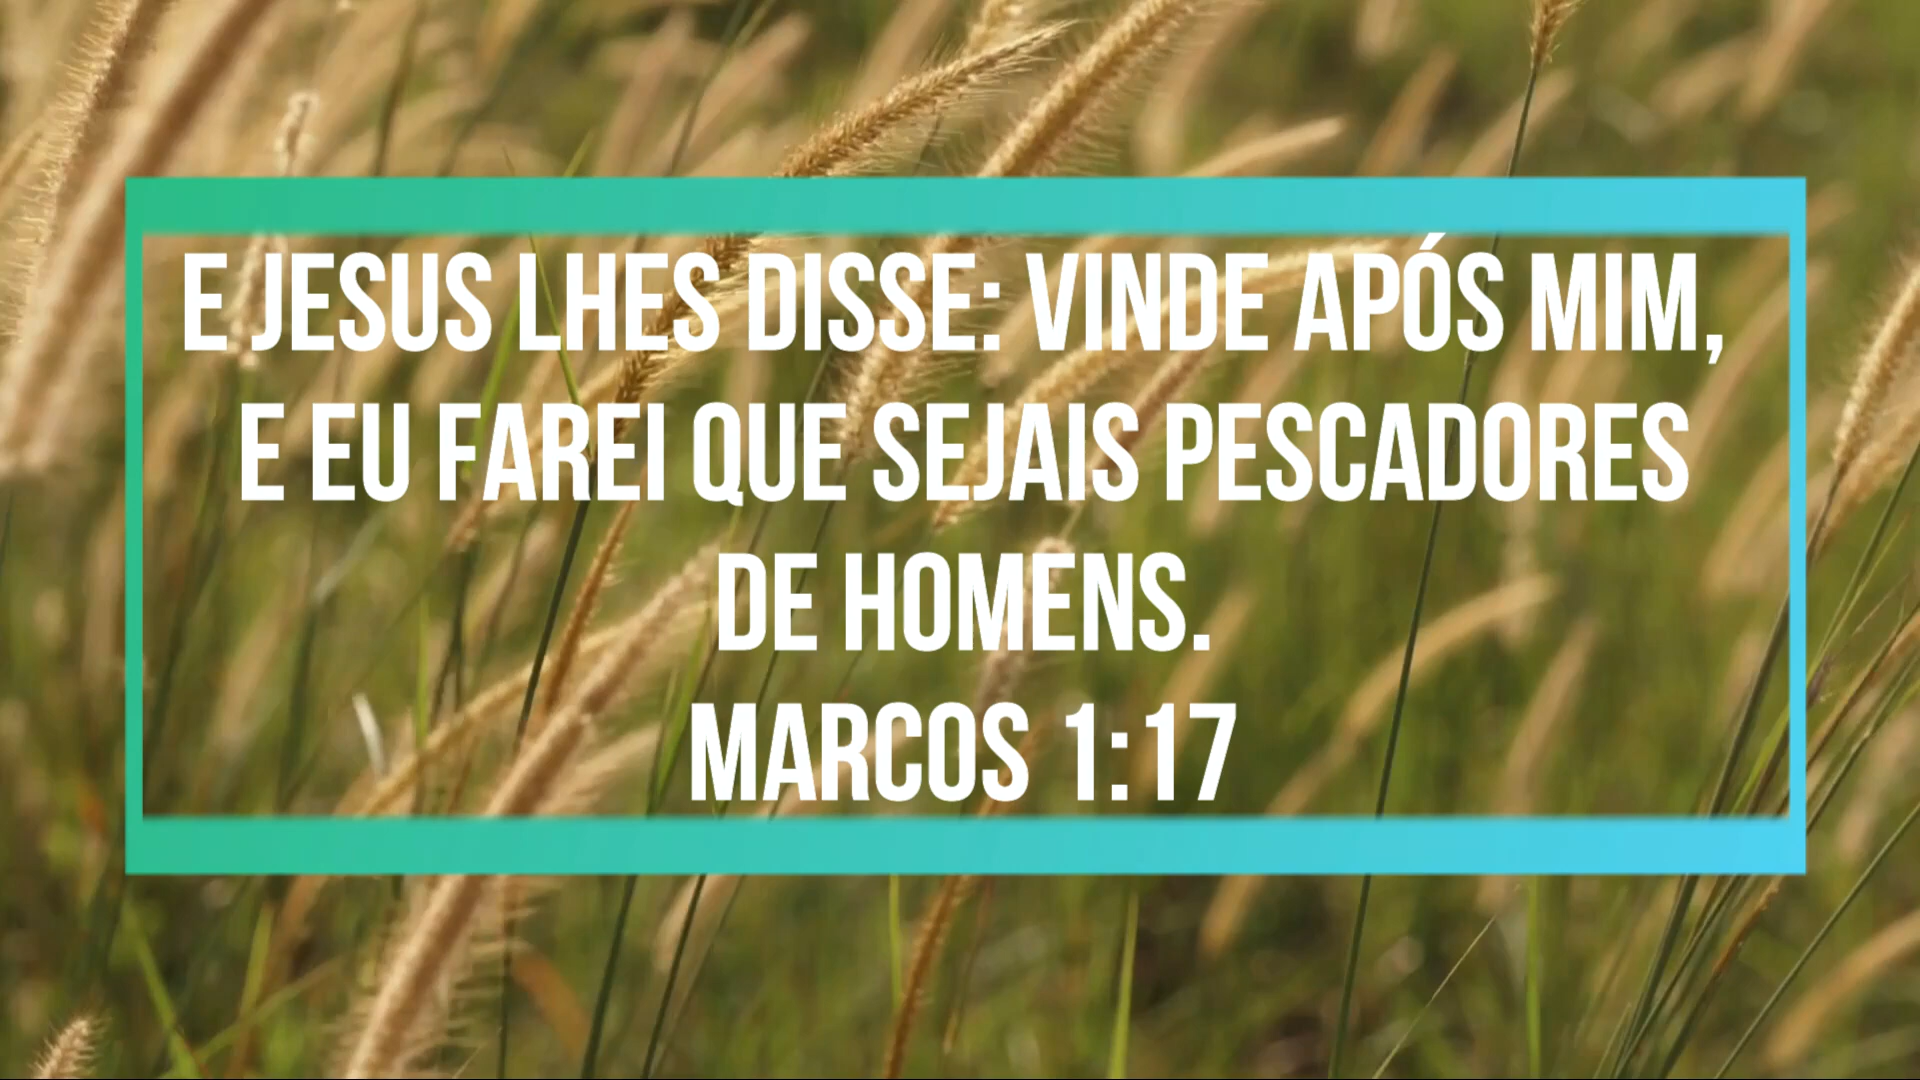 E JESUS LHES DISSE: VINDE APÓS MIM,
E EU FAREI QUE SEJAIS PESCADORES
DE HOMENS.
MARCOS 1:17